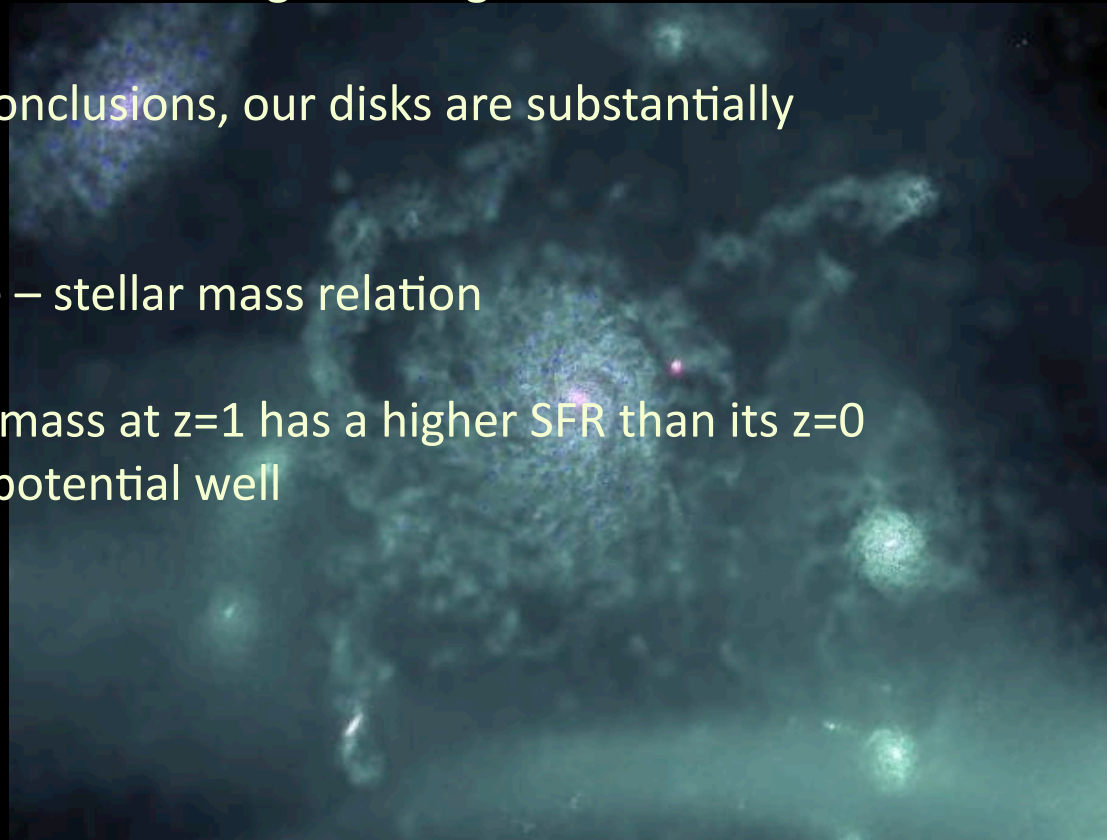 onclusions, our disks are substantially
– stellar mass relation
mass at z=1 has a higher SFR than its z=0
potential well